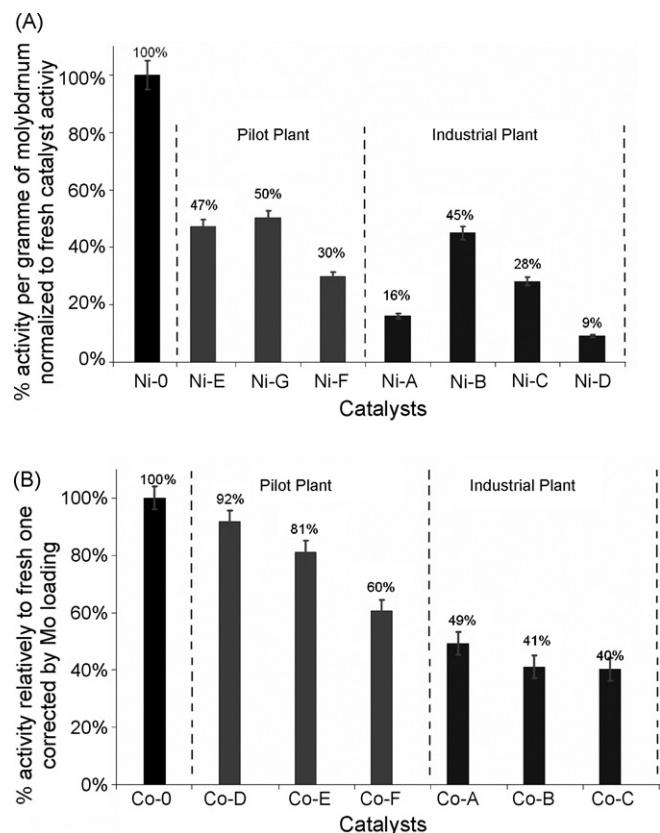 (A)
% activity per gramme of molybdrnum
normalized to fresh catalyst activiy
100%
80%
60%
40%
20%
0%
100%
Pilot Plant
Industrial Plant
47%
50%
30%
16%
45%
28%
9%
Ni-0 Ni-E Ni-G Ni-F Ni-A Ni-B Ni-C Ni-D
Catalysts
(B)
% activity relatively to fresh one
corrected by Mo loading
100%
80%
60%
40%
20%
0%
100%
Pilot Plant
Industrial Plant
92%
81%
60%
49%
41%
40%
Co-0 Co-D Co-E Co-F Co-A Co-B Co-C
Catalysts